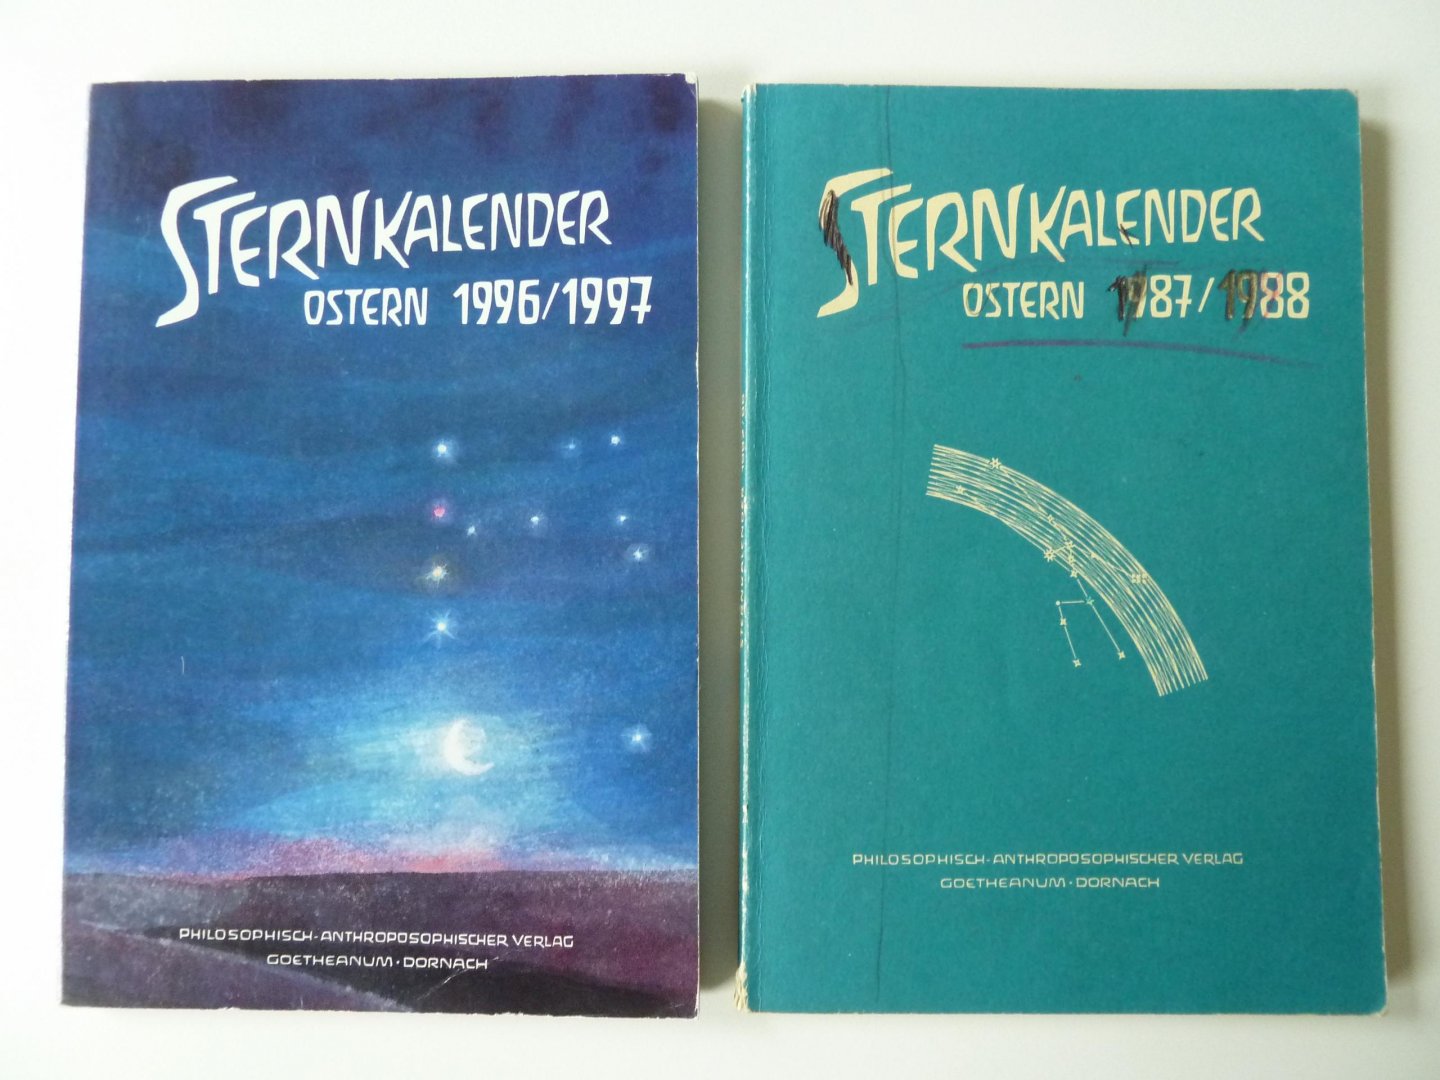 STERNKALENDER
OSTERN 1996/1997
PHILOSOPHISCH-ANTHROPOSOPHISCHER VERLAG
GOETHEANUM · DORNACH
STERNKALENDER
OSTERN 1987/1988
PHILOSOPHISCH-ANTHROPOSOPHISCHER VERLAG
GOETHEANUM · DORNACH